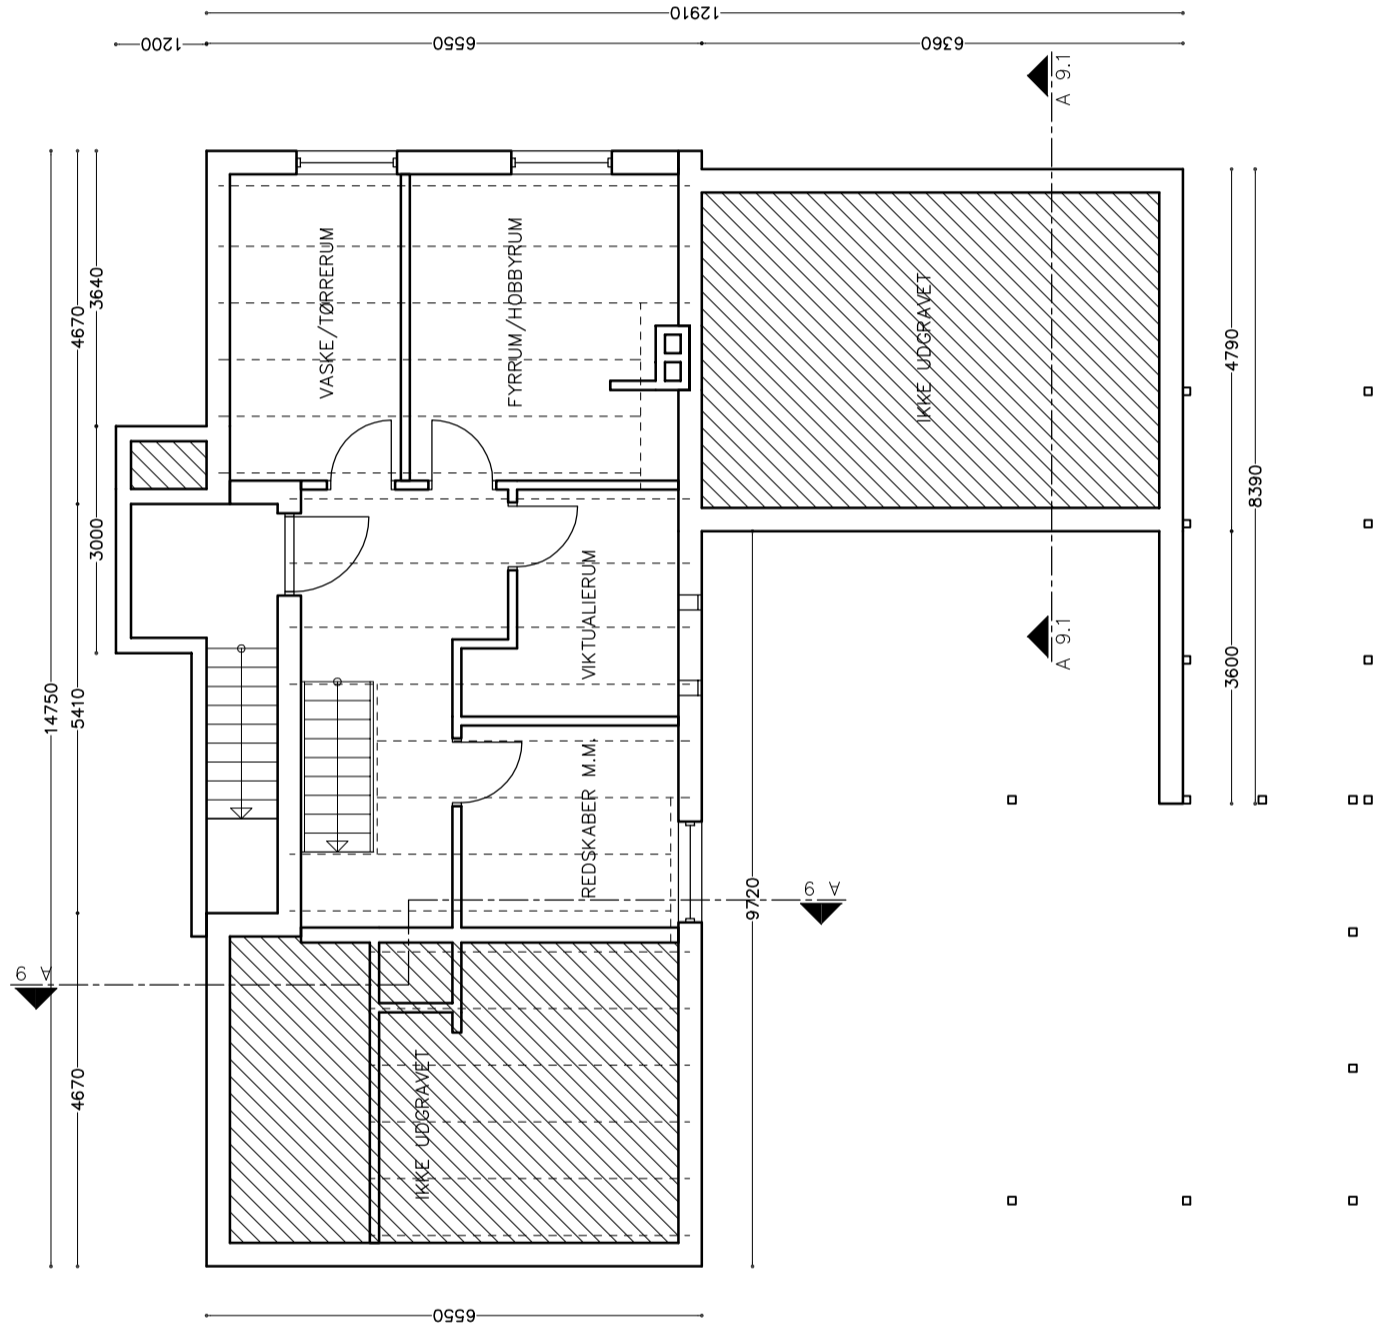 12910
1200
6550
6360
A 9.1
3640
4670
14750
3000
5410
4670
VASKE/TØRRERUM
FYRRUM/HOBBYRUM
IKKE UDGRAVET
4790
8390
VIKTUALIERUM
A 9.1
3600
REDSKABER M.M.
9720
A 9
A 9
IKKE UDGRAVET
6550